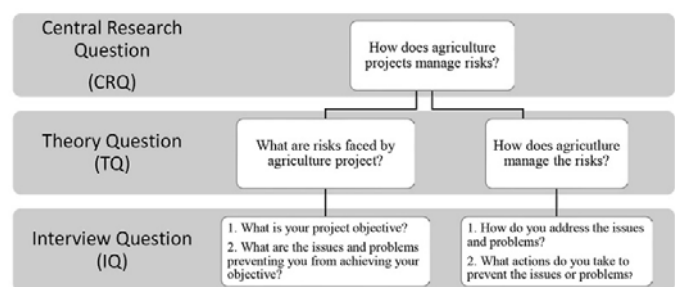 Central Research
Question
(CRQ)
How does agriculture
projects manage risks?
Theory Question
(TQ)
What are risks faced by
agriculture project?
How does agricutlure
manage the risks?
Interview Question
(IQ)
1. What is your project objective?
2. What are the issues and problems
preventing you from achieving your
objective?
1. How do you address the issues
and problems?
2. What actions do you take to
prevent the issues or problems?